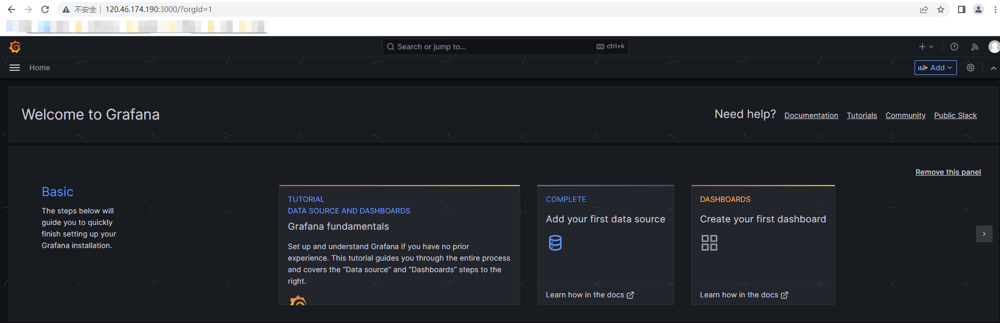 不安全 120.46.174.190:3000/?orgId=1
Search or jump to... ctrl+k
Home
Add
Welcome to Grafana
Need help? Documentation Tutorials Community Public Slack
Remove this panel
Basic
The steps below will
guide you to quickly
finish setting up your
Grafana installation.
TUTORIAL
DATA SOURCE AND DASHBOARDS
Grafana fundamentals
Set up and understand Grafana if you have no prior
experience. This tutorial guides you through the entire process
and covers the “Data source” and “Dashboards” steps to the
right.
COMPLETE
Add your first data source
Learn how in the docs
DASHBOARDS
Create your first dashboard
Learn how in the docs